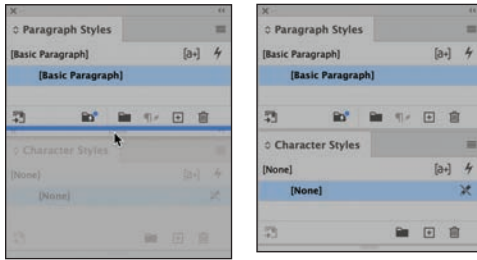 Paragraph Styles
[Basic Paragraph] [a+]
[Basic Paragraph]
Character Styles
[None] [a+]
[None]
Paragraph Styles
[Basic Paragraph] [a+]
[Basic Paragraph]
Character Styles
[None] [a+]
[None]